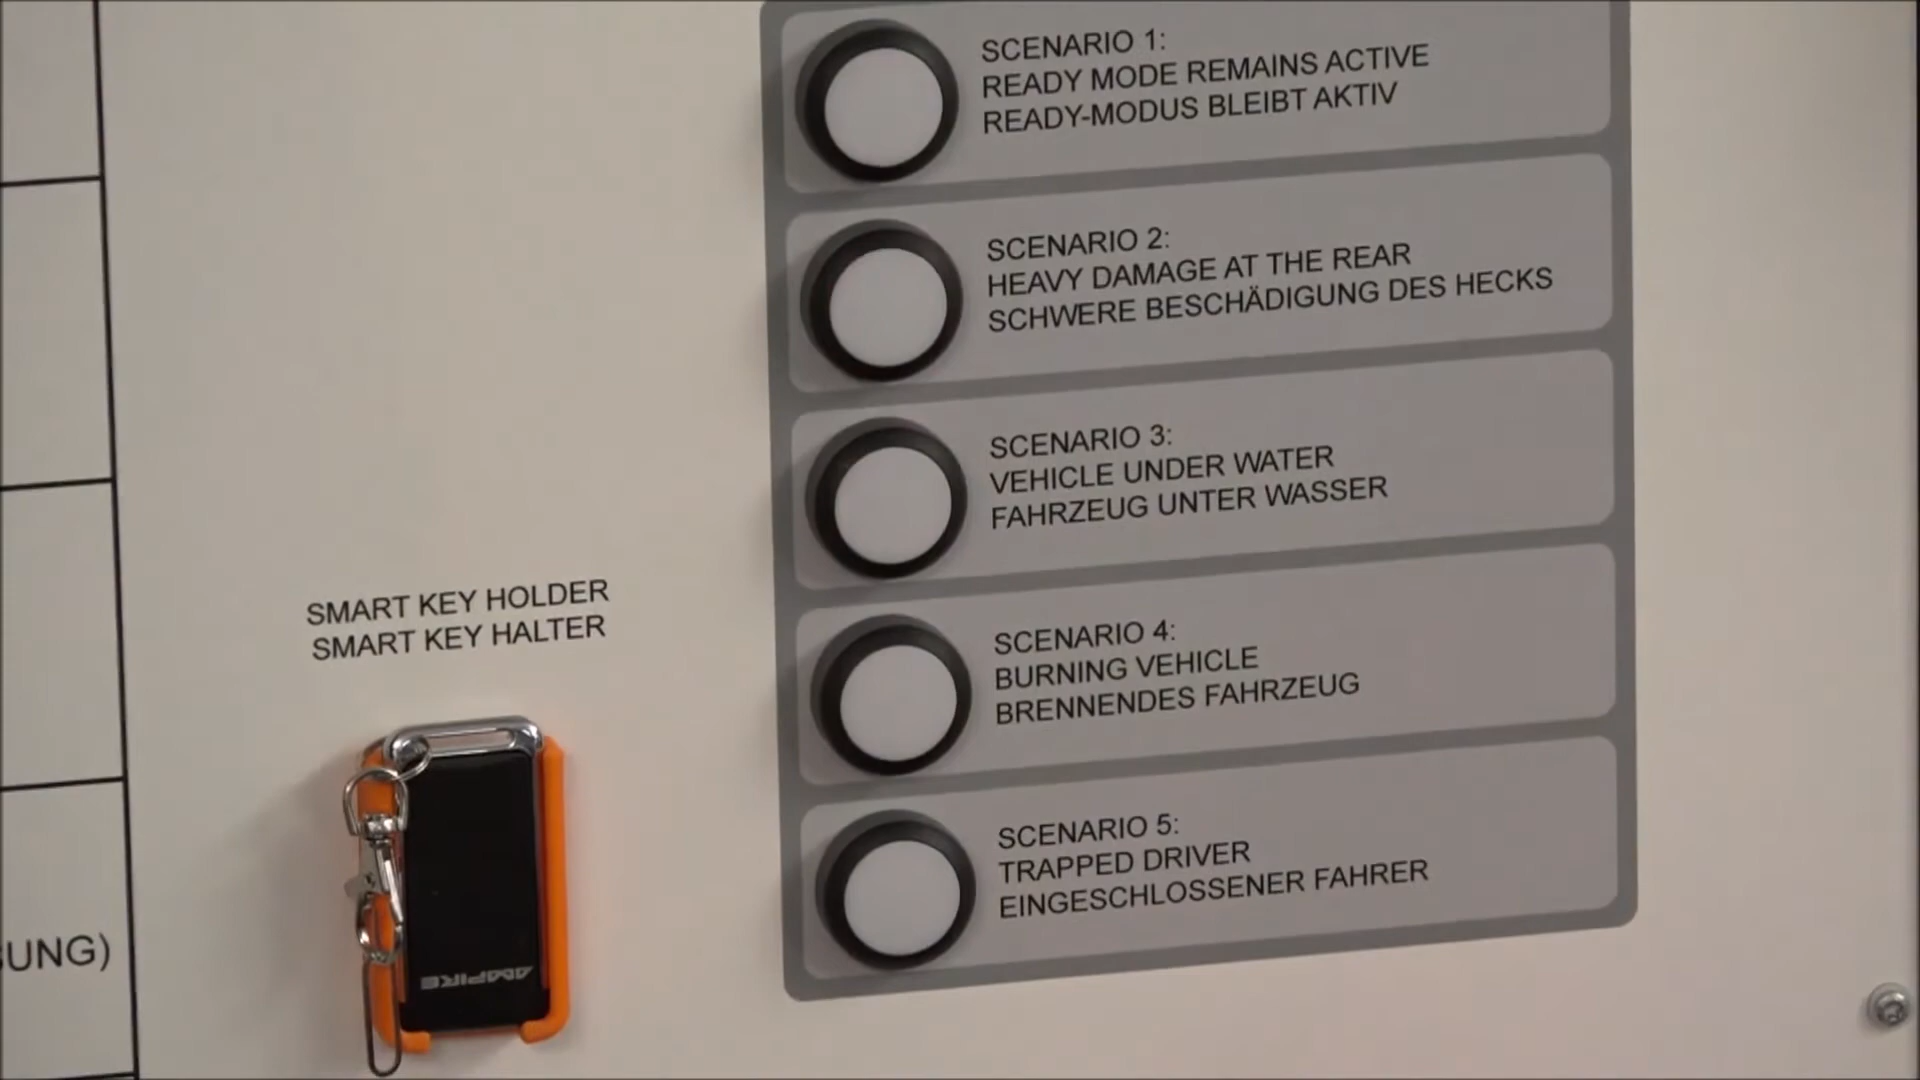 SCENARIO 1:
READY MODE REMAINS ACTIVE
READY-MODUS BLEIBT AKTIV
SCENARIO 2:
HEAVY DAMAGE AT THE REAR
SCHWERE BESCHÄDIGUNG DES HECKS
SCENARIO 3:
VEHICLE UNDER WATER
FAHRZEUG UNTER WASSER
SMART KEY HOLDER
SMART KEY HALTER
SCENARIO 4:
BURNING VEHICLE
BRENNENDES FAHRZEUG
SCENARIO 5:
TRAPPED DRIVER
EINGESCHLOSSENER FAHRER
UNG)
AMPIRE